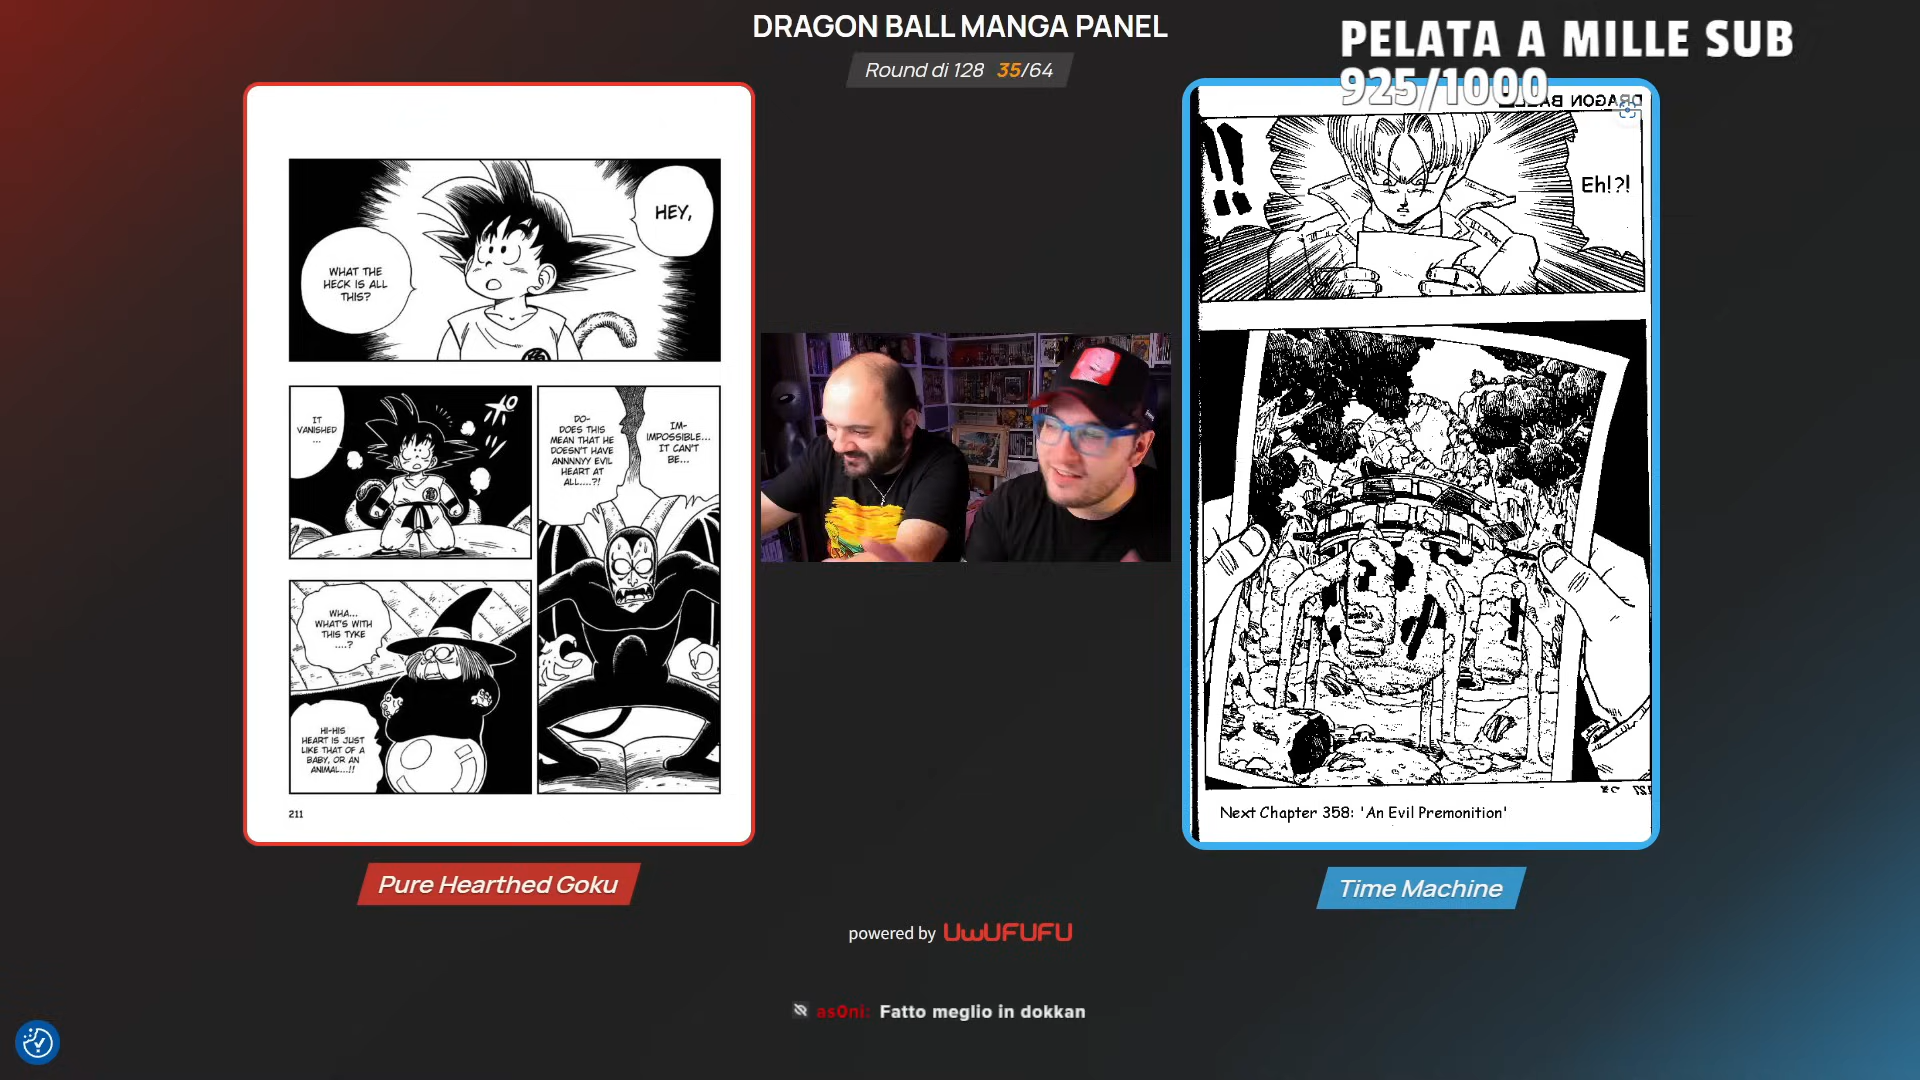 DRAGON BALL MANGA PANEL
Round di 128 35/64
PELATA A MILLE SUB
925/1000
HEY,
WHAT THE
HECK IS ALL
THIS?
IT
VANISHED
...
DO-
DOES THIS
MEAN THAT HE
DOESN'T HAVE
ANNNNYY EVIL
HEART AT
ALL....?!
IM-
IMPOSSIBLE...
IT CAN'T
BE...
WHA...
WHAT'S WITH
THIS TYKE
....?
HI-HIS
HEART IS JUST
LIKE THAT OF A
BABY, OR AN
ANIMAL...!!
211
Pure Hearthed Goku
!!
Eh!?!
Next Chapter 358: 'An Evil Premonition'
Time Machine
powered by UwUFUFU
as0ni: Fatto meglio in dokkan